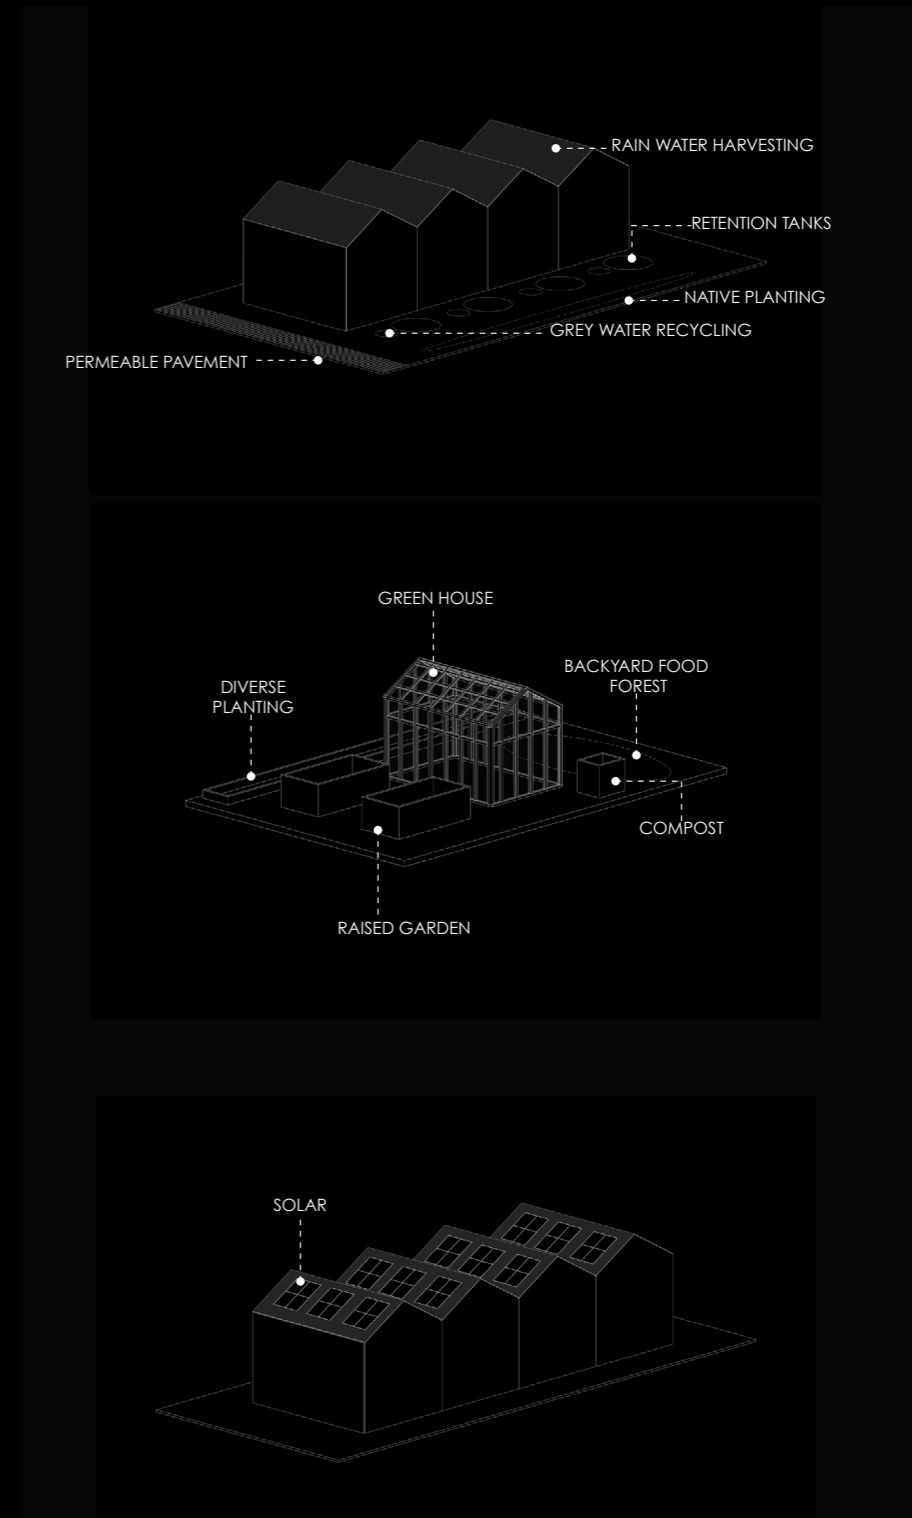 RAIN WATER HARVESTING
RETENTION TANKS
NATIVE PLANTING
GREY WATER RECYCLING
PERMEABLE PAVEMENT
GREEN HOUSE
BACKYARD FOOD
FOREST
DIVERSE
PLANTING
COMPOST
RAISED GARDEN
SOLAR